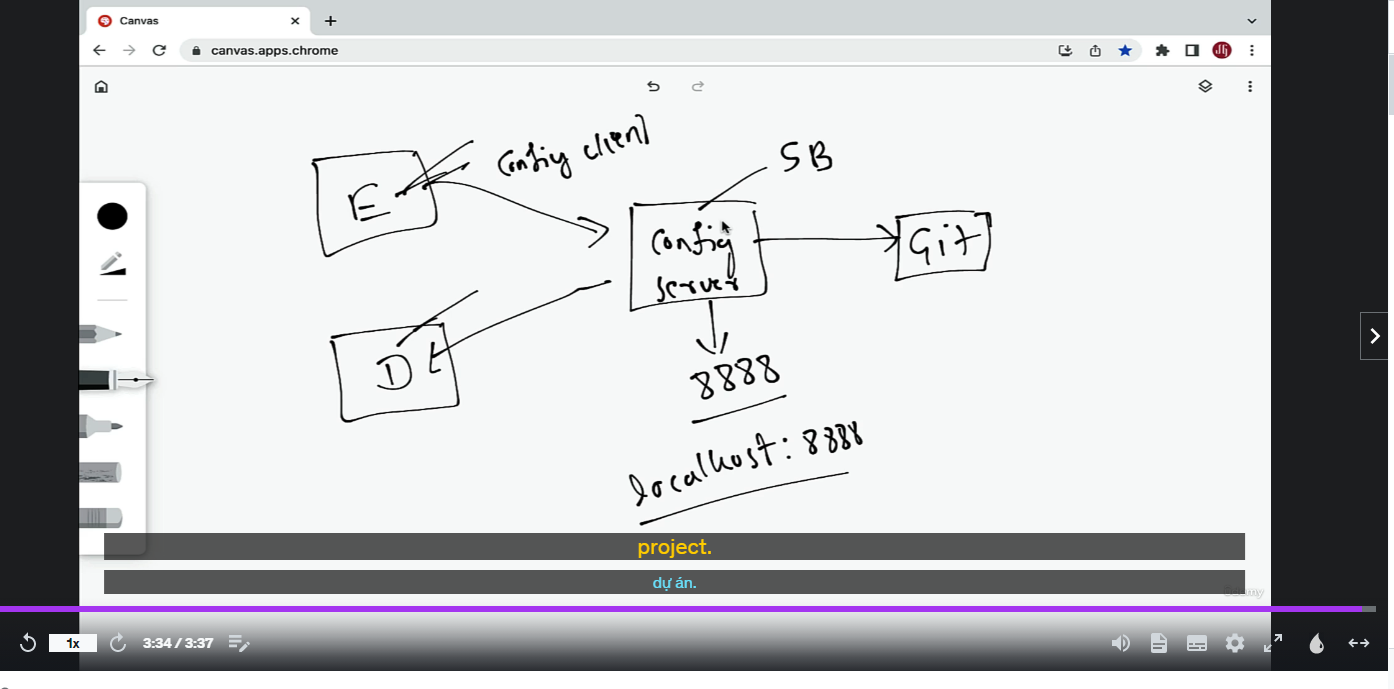 Canvas
canvas.apps.chrome
Config client
SB
E
Config
server
Git
D
8888
localhost: 8888
project.
dự án.
1x
3:34 / 3:37